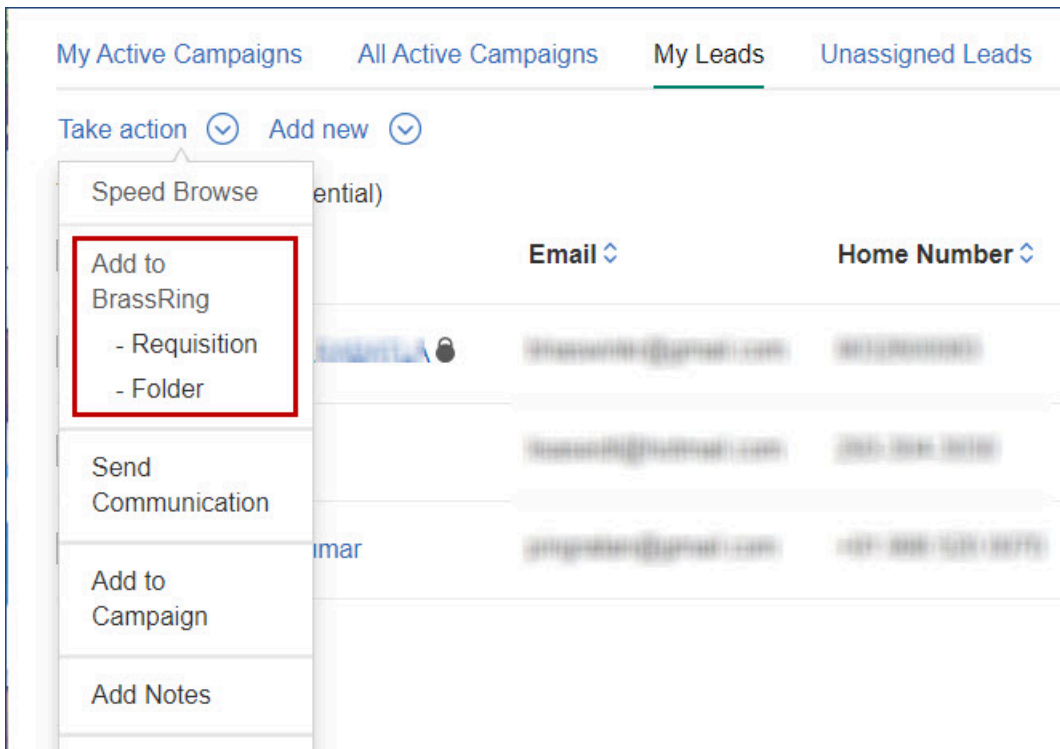 My Active Campaigns All Active Campaigns My Leads Unassigned Leads
Take action Add new
Speed Browse
ential)
Email Home Number
Add to
BrassRing
- Requisition
- Folder
Send
Communication
umar
Add to
Campaign
Add Notes